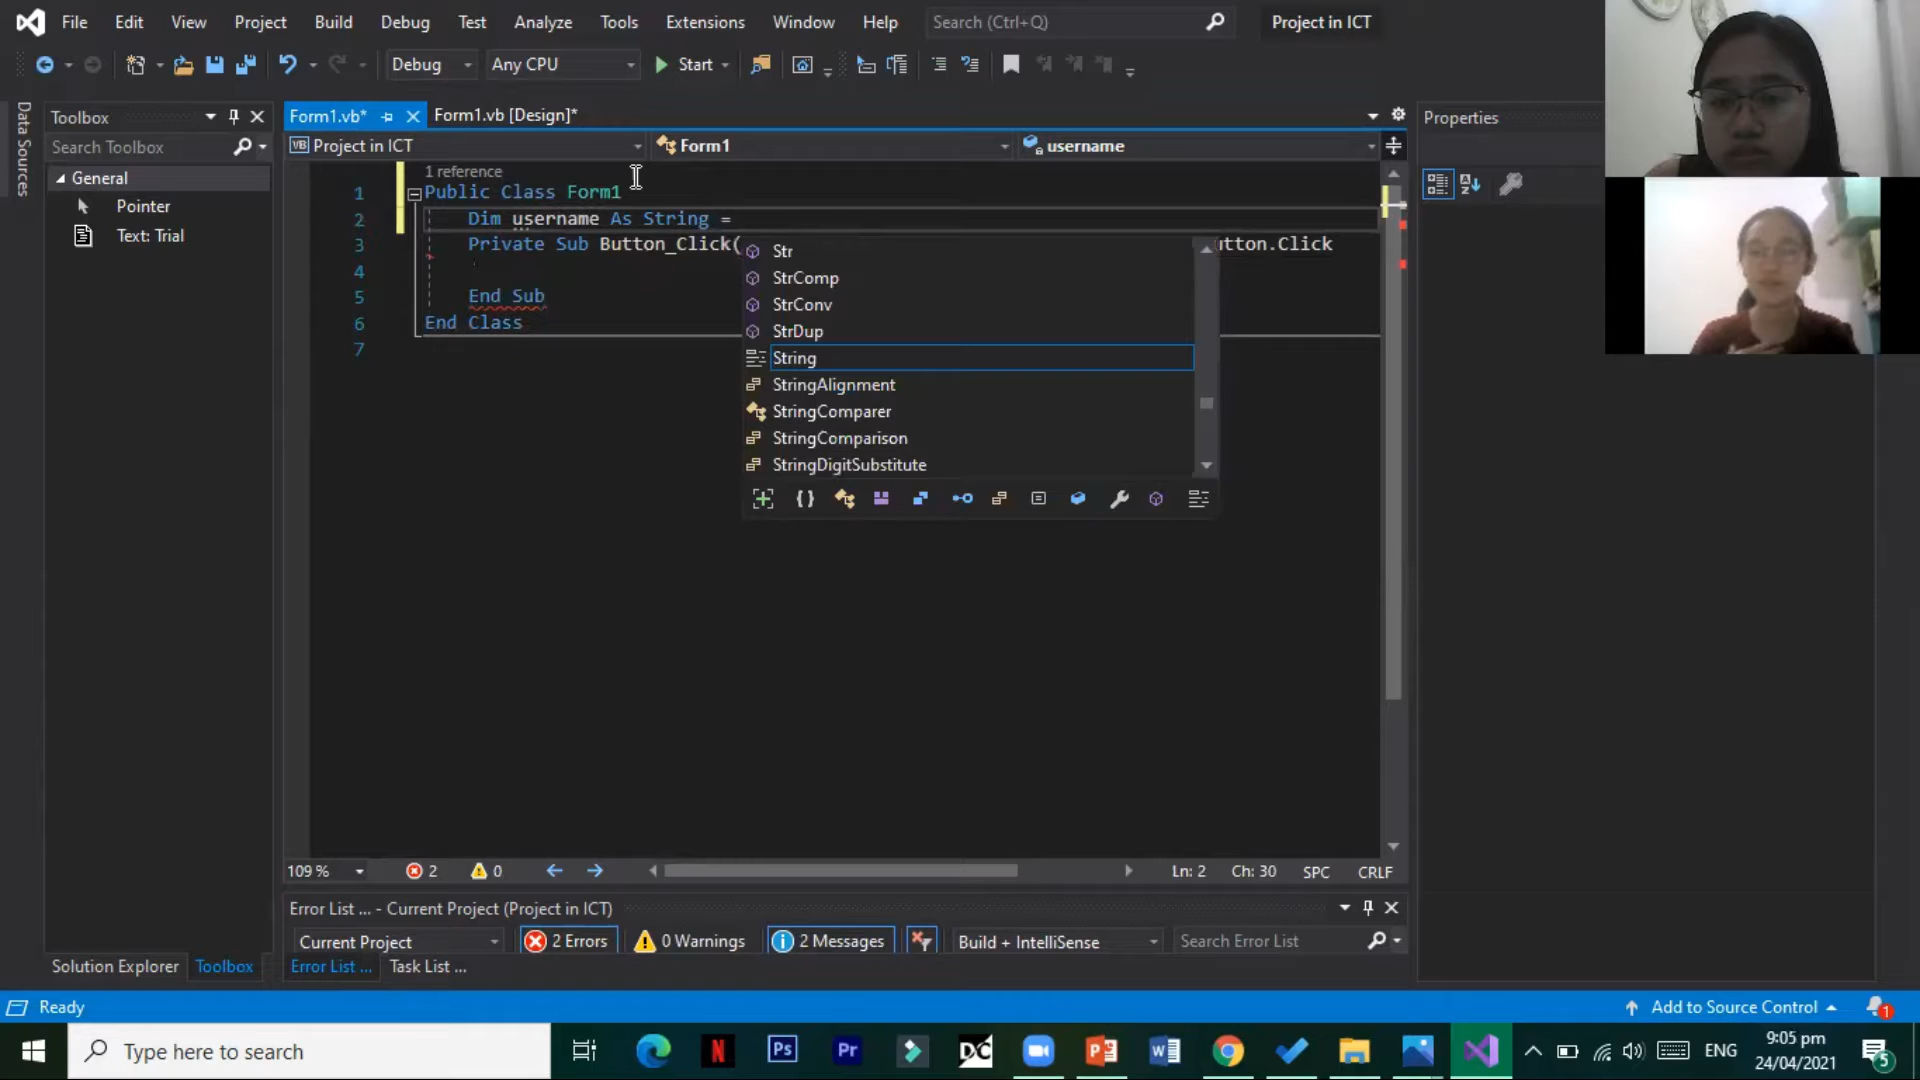 File Edit View Project Build Debug Test Analyze Tools Extensions Window Help Search (Ctrl+Q) Project in ICT
Debug Any CPU Start
Data Sources
Toolbox
Search Toolbox
General
Pointer
Text: Trial
Form1.vb* Form1.vb [Design]*
VB Project in ICT Form1 username
1 reference
1 Public Class Form1
2 Dim username As String =
3 Private Sub Button_Click( utton.Click
4
5 End Sub
6 End Class
7
Str
StrComp
StrConv
StrDup
String
StringAlignment
StringComparer
StringComparison
StringDigitSubstitute
Properties
109 % 2 0 Ln: 2 Ch: 30 SPC CRLF
Error List ... - Current Project (Project in ICT)
Current Project 2 Errors 0 Warnings 2 Messages Build + IntelliSense Search Error List
Solution Explorer Toolbox Error List ... Task List ...
Ready Add to Source Control 1
Type here to search
N Ps Pr DC P W
ENG
9:05 pm
24/04/2021
5